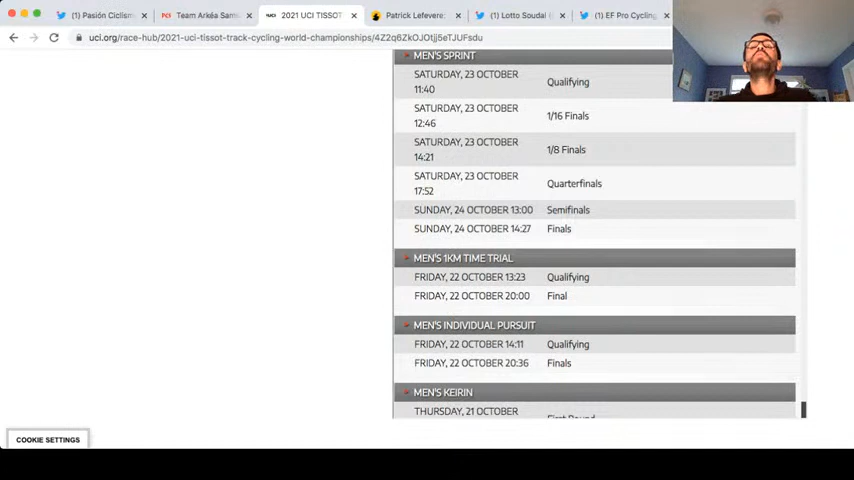 (1) Pasión Ciclism
PCS Team Arkéa Samsi
2021 UCI TISSOT
Patrick Lefevere:
(1) Lotto Soudal
(1) EF Pro Cycling
uci.org/race-hub/2021-uci-tissot-track-cycling-world-championships/4Z2q6ZkOJOtjj5eTJUFsdu
MEN'S SPRINT
SATURDAY, 23 OCTOBER
11:40
Qualifying
SATURDAY, 23 OCTOBER
12:46
1/16 Finals
SATURDAY, 23 OCTOBER
14:21
1/8 Finals
SATURDAY, 23 OCTOBER
17:52
Quarterfinals
SUNDAY, 24 OCTOBER 13:00 Semifinals
SUNDAY, 24 OCTOBER 14:27 Finals
MEN'S 1KM TIME TRIAL
FRIDAY, 22 OCTOBER 13:23 Qualifying
FRIDAY, 22 OCTOBER 20:00 Final
MEN'S INDIVIDUAL PURSUIT
FRIDAY, 22 OCTOBER 14:11 Qualifying
FRIDAY, 22 OCTOBER 20:36 Finals
MEN'S KEIRIN
THURSDAY, 21 OCTOBER
First Round
COOKIE SETTINGS